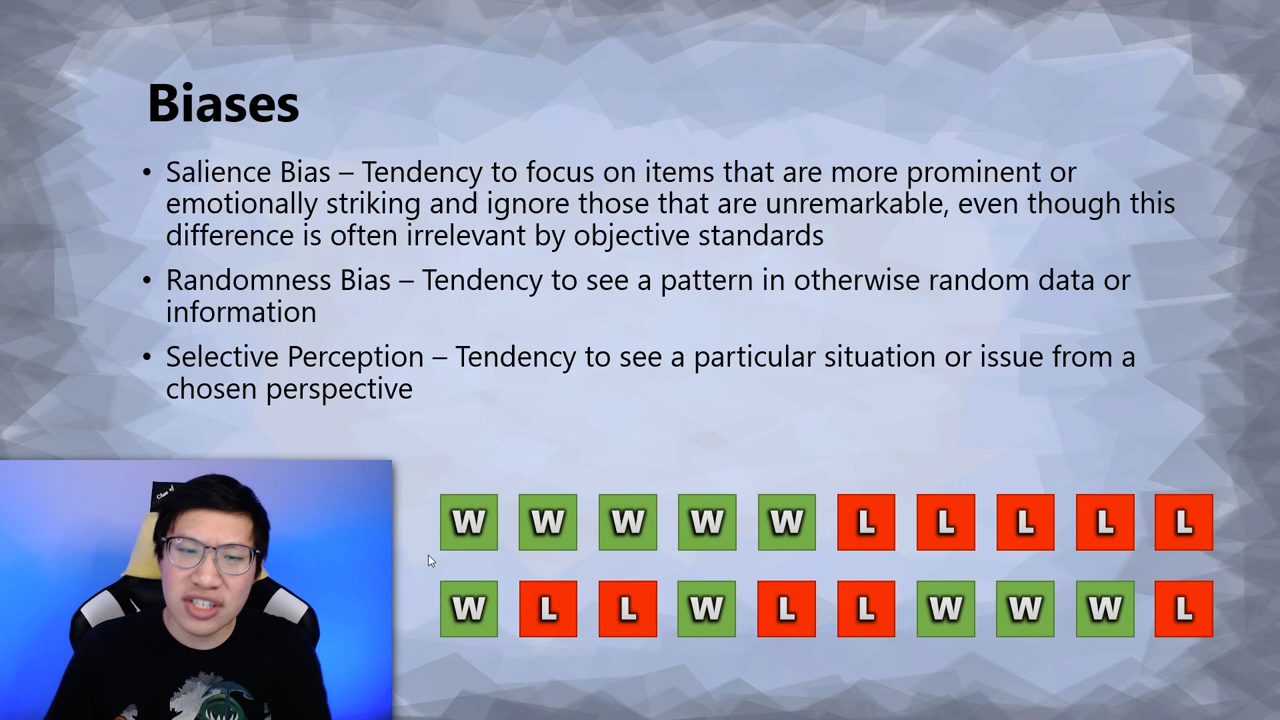 Biases
• Salience Bias – Tendency to focus on items that are more prominent or
emotionally striking and ignore those that are unremarkable, even though this
difference is often irrelevant by objective standards
• Randomness Bias – Tendency to see a pattern in otherwise random data or
information
• Selective Perception – Tendency to see a particular situation or issue from a
chosen perspective
W W W W W L L L L L
W L L W L L W W W L